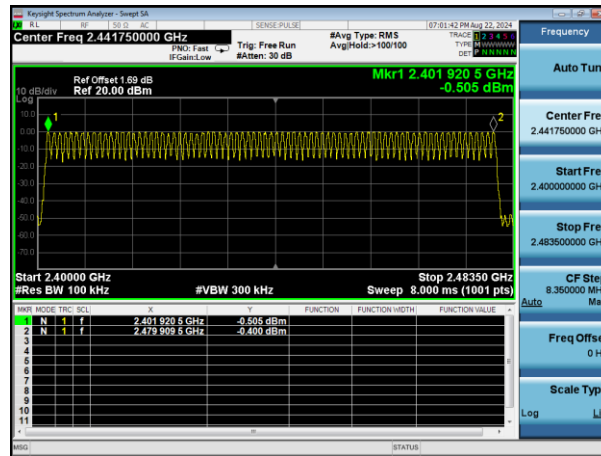 Keysight Spectrum Analyzer - Swept SA
RL RF 50 Ω AC SENSE:PULSE 07:01:42 PM Aug 22, 2024
Center Freq 2.441750000 GHz
PNO: Fast
IFGain:Low
Trig: Free Run
#Atten: 30 dB
#Avg Type: RMS
Avg|Hold:>100/100
TRACE 1 2 3 4 5 6
TYPE M WWWWW
DET P N N N N N
Ref Offset 1.69 dB
10 dB/div Ref 20.00 dBm
Log
Mkr1 2.401 920 5 GHz
-0.505 dBm
10.0
0.00
-10.0
-20.0
-30.0
-40.0
-50.0
-60.0
-70.0
1
2
Start 2.40000 GHz Stop 2.48350 GHz
#Res BW 100 kHz #VBW 300 kHz Sweep 8.000 ms (1001 pts)
MKR MODE TRC SCL X Y FUNCTION FUNCTION WIDTH FUNCTION VALUE
1 N 1 f 2.401 920 5 GHz -0.505 dBm
2 N 1 f 2.479 909 5 GHz -0.400 dBm
3
4
5
6
7
8
9
10
11
MSG STATUS
Frequency
Auto Tun
Center Fre
2.441750000 GH
Start Fre
2.400000000 GH
Stop Fre
2.483500000 GH
CF Ste
8.350000 MH
Auto Ma
Freq Offse
0 H
Scale Typ
Log Li